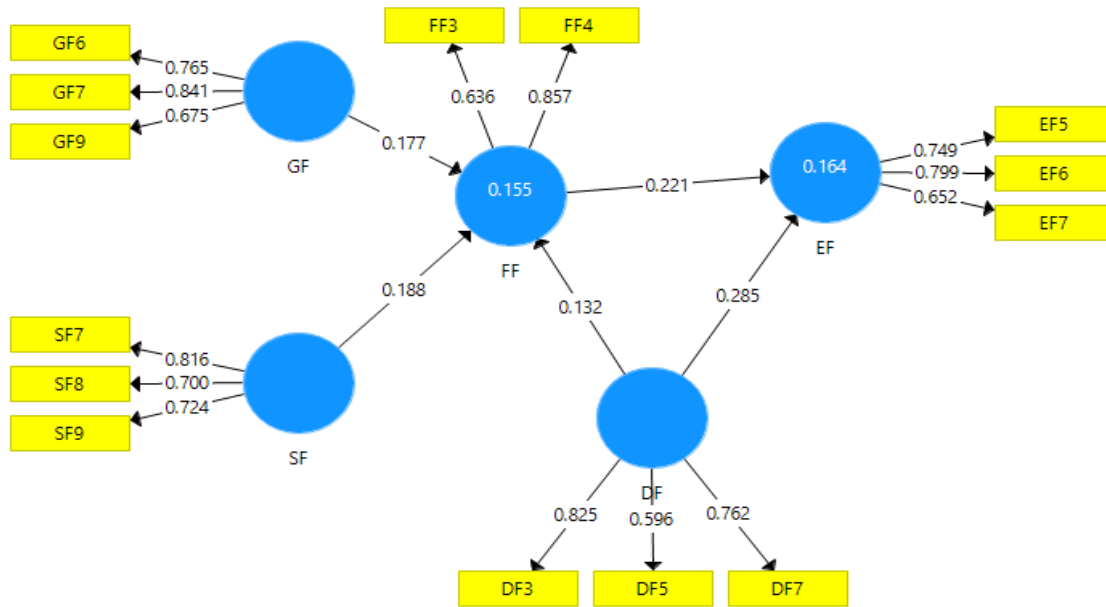 FF3
FF4
GF6
0.765
GF7
0.841
GF9
0.675
GF
0.636
0.857
0.177
0.155
FF
0.221
0.164
EF
EF5
0.749
EF6
0.799
EF7
0.652
0.188
0.132
0.285
SF7
0.816
SF8
0.700
SF9
0.724
SF
DF
0.825
0.596
0.762
DF3
DF5
DF7